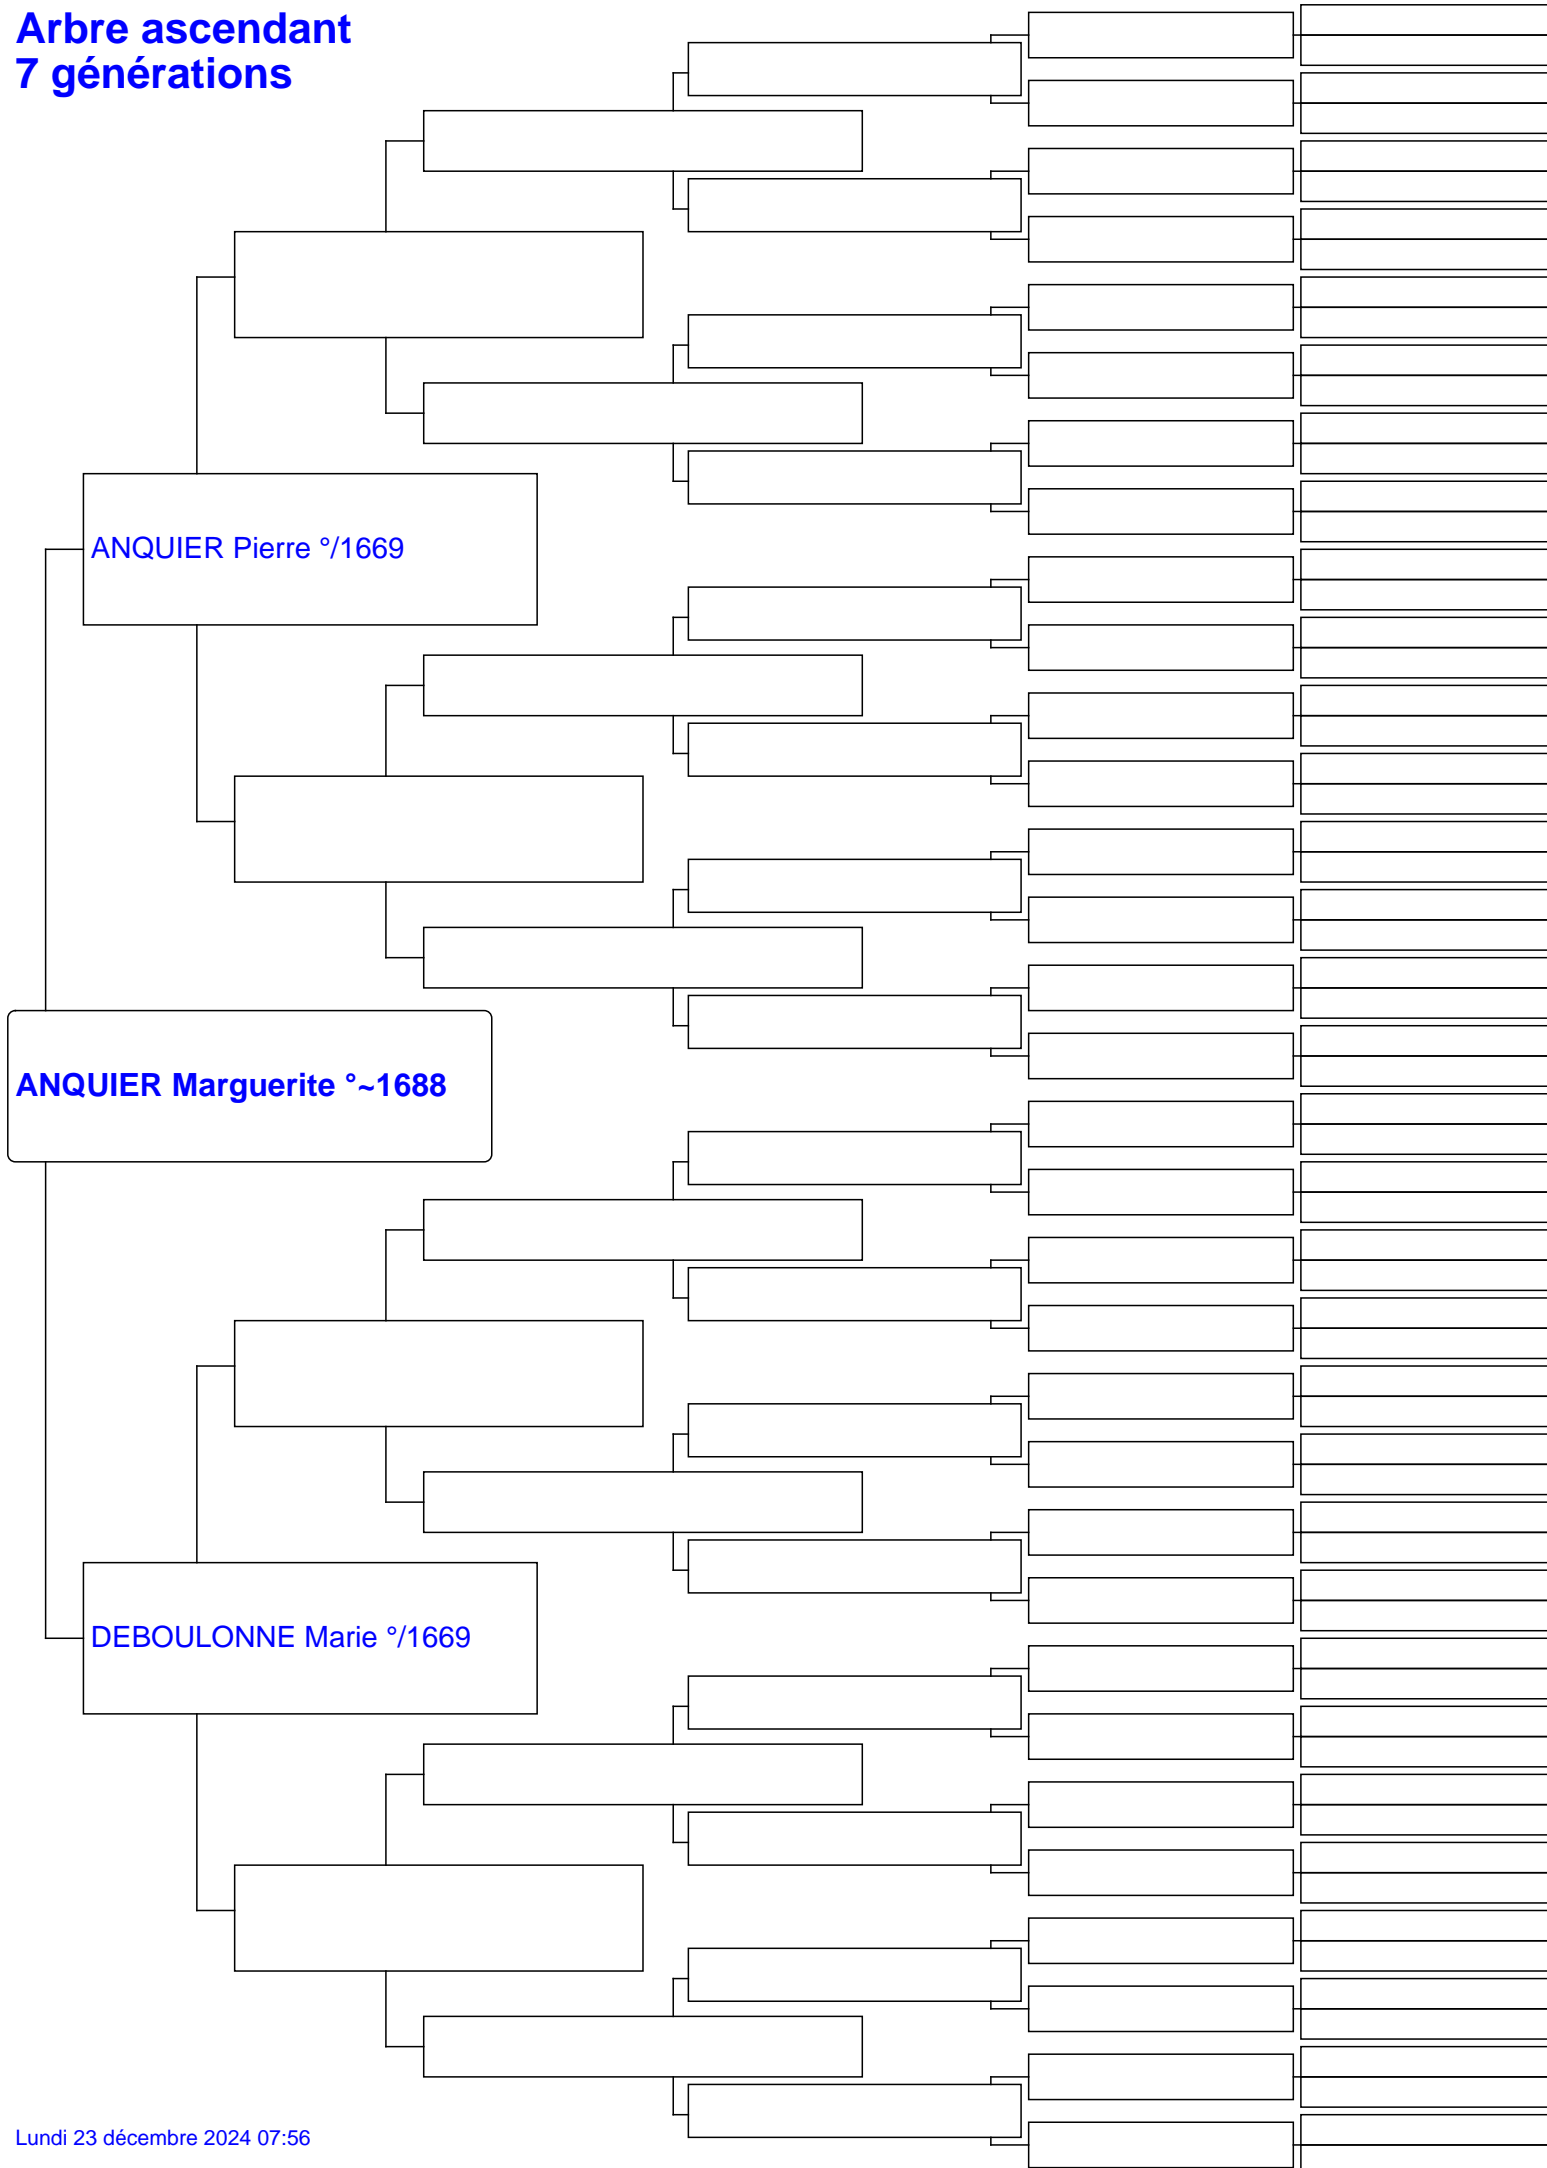 Arbre ascendant
7 générations
ANQUIER Pierre °/1669
ANQUIER Marguerite °~1688
DEBOULONNE Marie °/1669
Lundi 23 décembre 2024 07:56